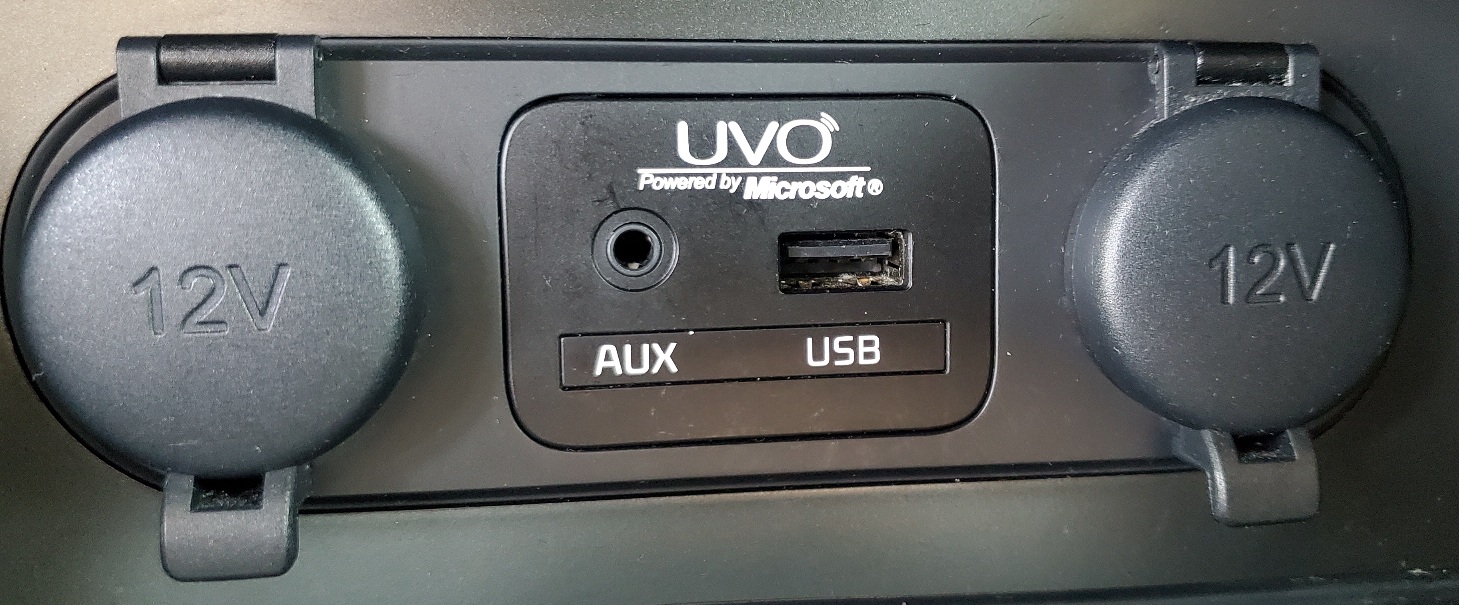 12V
UVO
Powered by Microsoft®
AUX
USB
12V